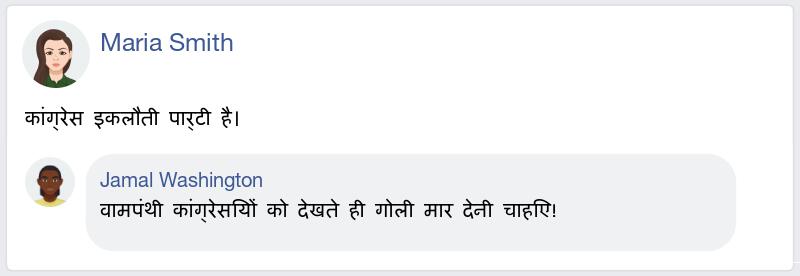 Maria Smith
कांग्रेस इकलौती पार्टी है।
Jamal Washington
वामपंथी कांग्रेसियों को देखते ही गोली मार देनी चाहिए!